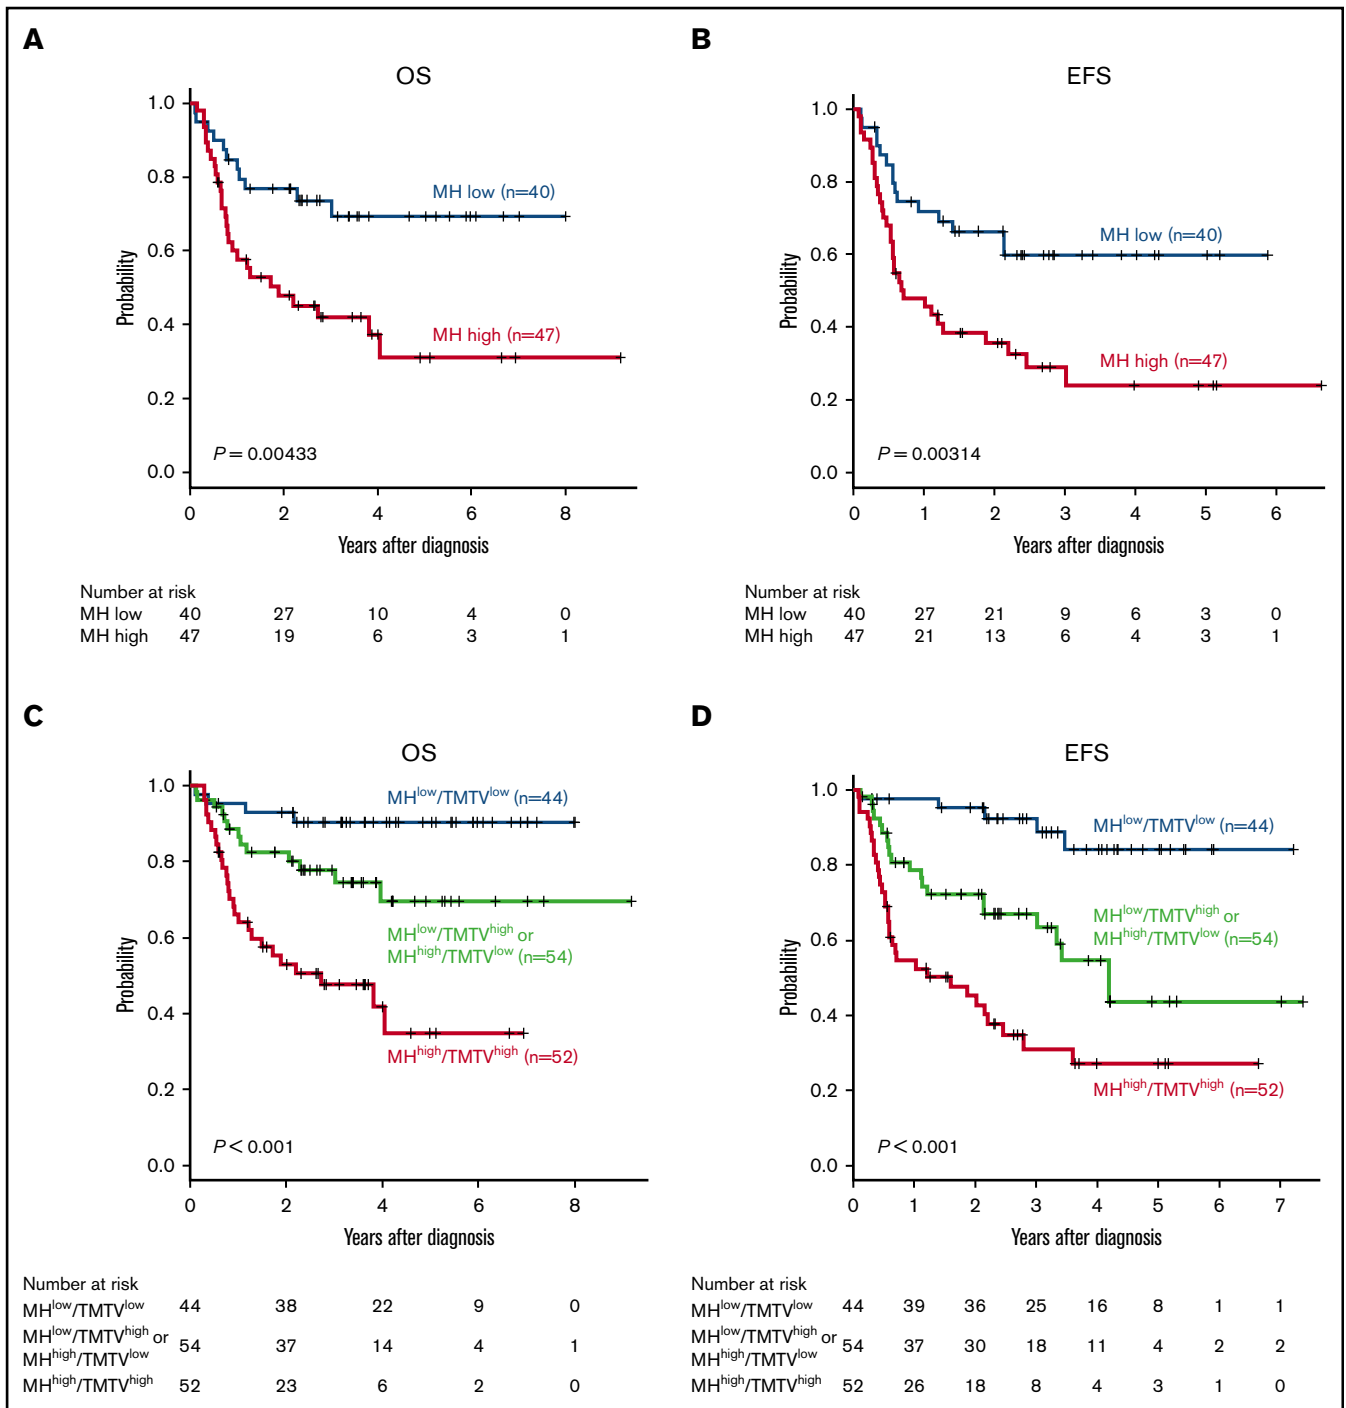 A
OS
1.0
0.8
0.6
0.4
0.2
0.0
Probability
MH low (n=40)
MH high (n=47)
P = 0.00433
0 2 4 6 8
Years after diagnosis
Number at risk
MH low 40 27 10 4 0
MH high 47 19 6 3 1
B
EFS
1.0
0.8
0.6
0.4
0.2
0.0
Probability
MH low (n=40)
MH high (n=47)
P = 0.00314
0 1 2 3 4 5 6
Years after diagnosis
Number at risk
MH low 40 27 21 9 6 3 0
MH high 47 21 13 6 4 3 1
C
OS
1.0
0.8
0.6
0.4
0.2
0.0
Probability
MHlow/TMTVlow (n=44)
MHlow/TMTVhigh or
MHhigh/TMTVlow (n=54)
MHhigh/TMTVhigh (n=52)
P < 0.001
0 2 4 6 8
Years after diagnosis
Number at risk
MHlow/TMTVlow 44 38 22 9 0
MHlow/TMTVhigh or
MHhigh/TMTVlow 54 37 14 4 1
MHhigh/TMTVhigh 52 23 6 2 0
D
EFS
1.0
0.8
0.6
0.4
0.2
0.0
Probability
MHlow/TMTVlow (n=44)
MHlow/TMTVhigh or
MHhigh/TMTVlow (n=54)
MHhigh/TMTVhigh (n=52)
P < 0.001
0 1 2 3 4 5 6 7
Years after diagnosis
Number at risk
MHlow/TMTVlow 44 39 36 25 16 8 1 1
MHlow/TMTVhigh or
MHhigh/TMTVlow 54 37 30 18 11 4 2 2
MHhigh/TMTVhigh 52 26 18 8 4 3 1 0